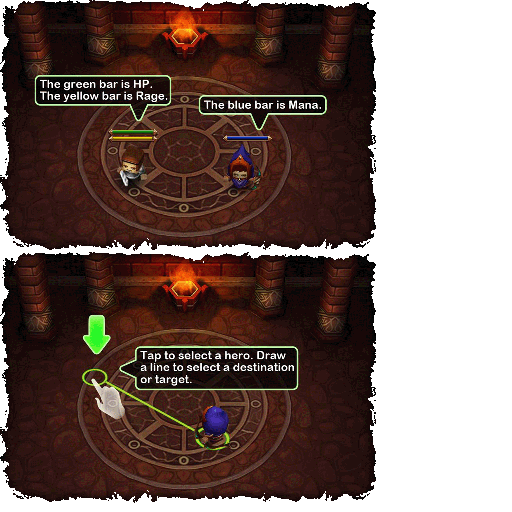 The green bar is HP.
The yellow bar is Rage.
The blue bar is Mana.
Tap to select a hero. Draw
a line to select a destination
or target.